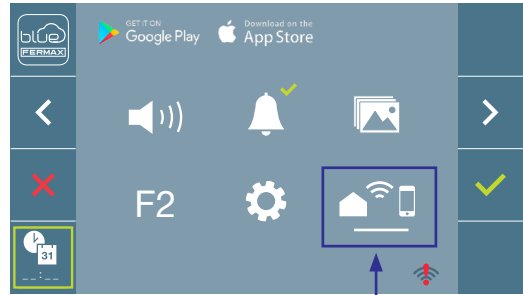 blue
FERMAX
GET IT ON
Google Play
Download on the
App Store
F2
31
--:--